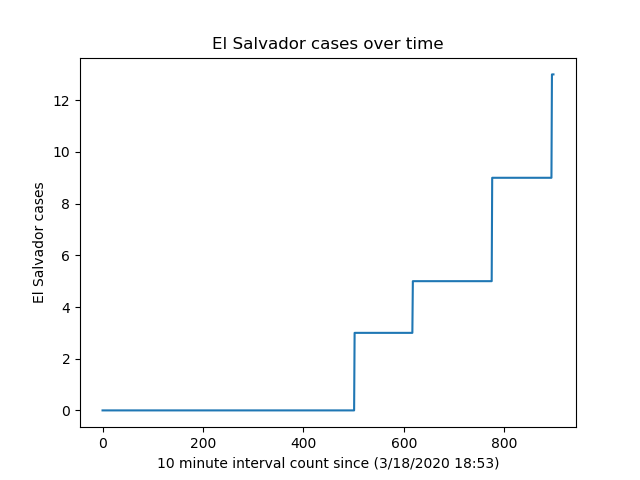 El Salvador cases over time
12
10
8
6
4
2
0
El Salvador cases
0 200 400 600 800
10 minute interval count since (3/18/2020 18:53)